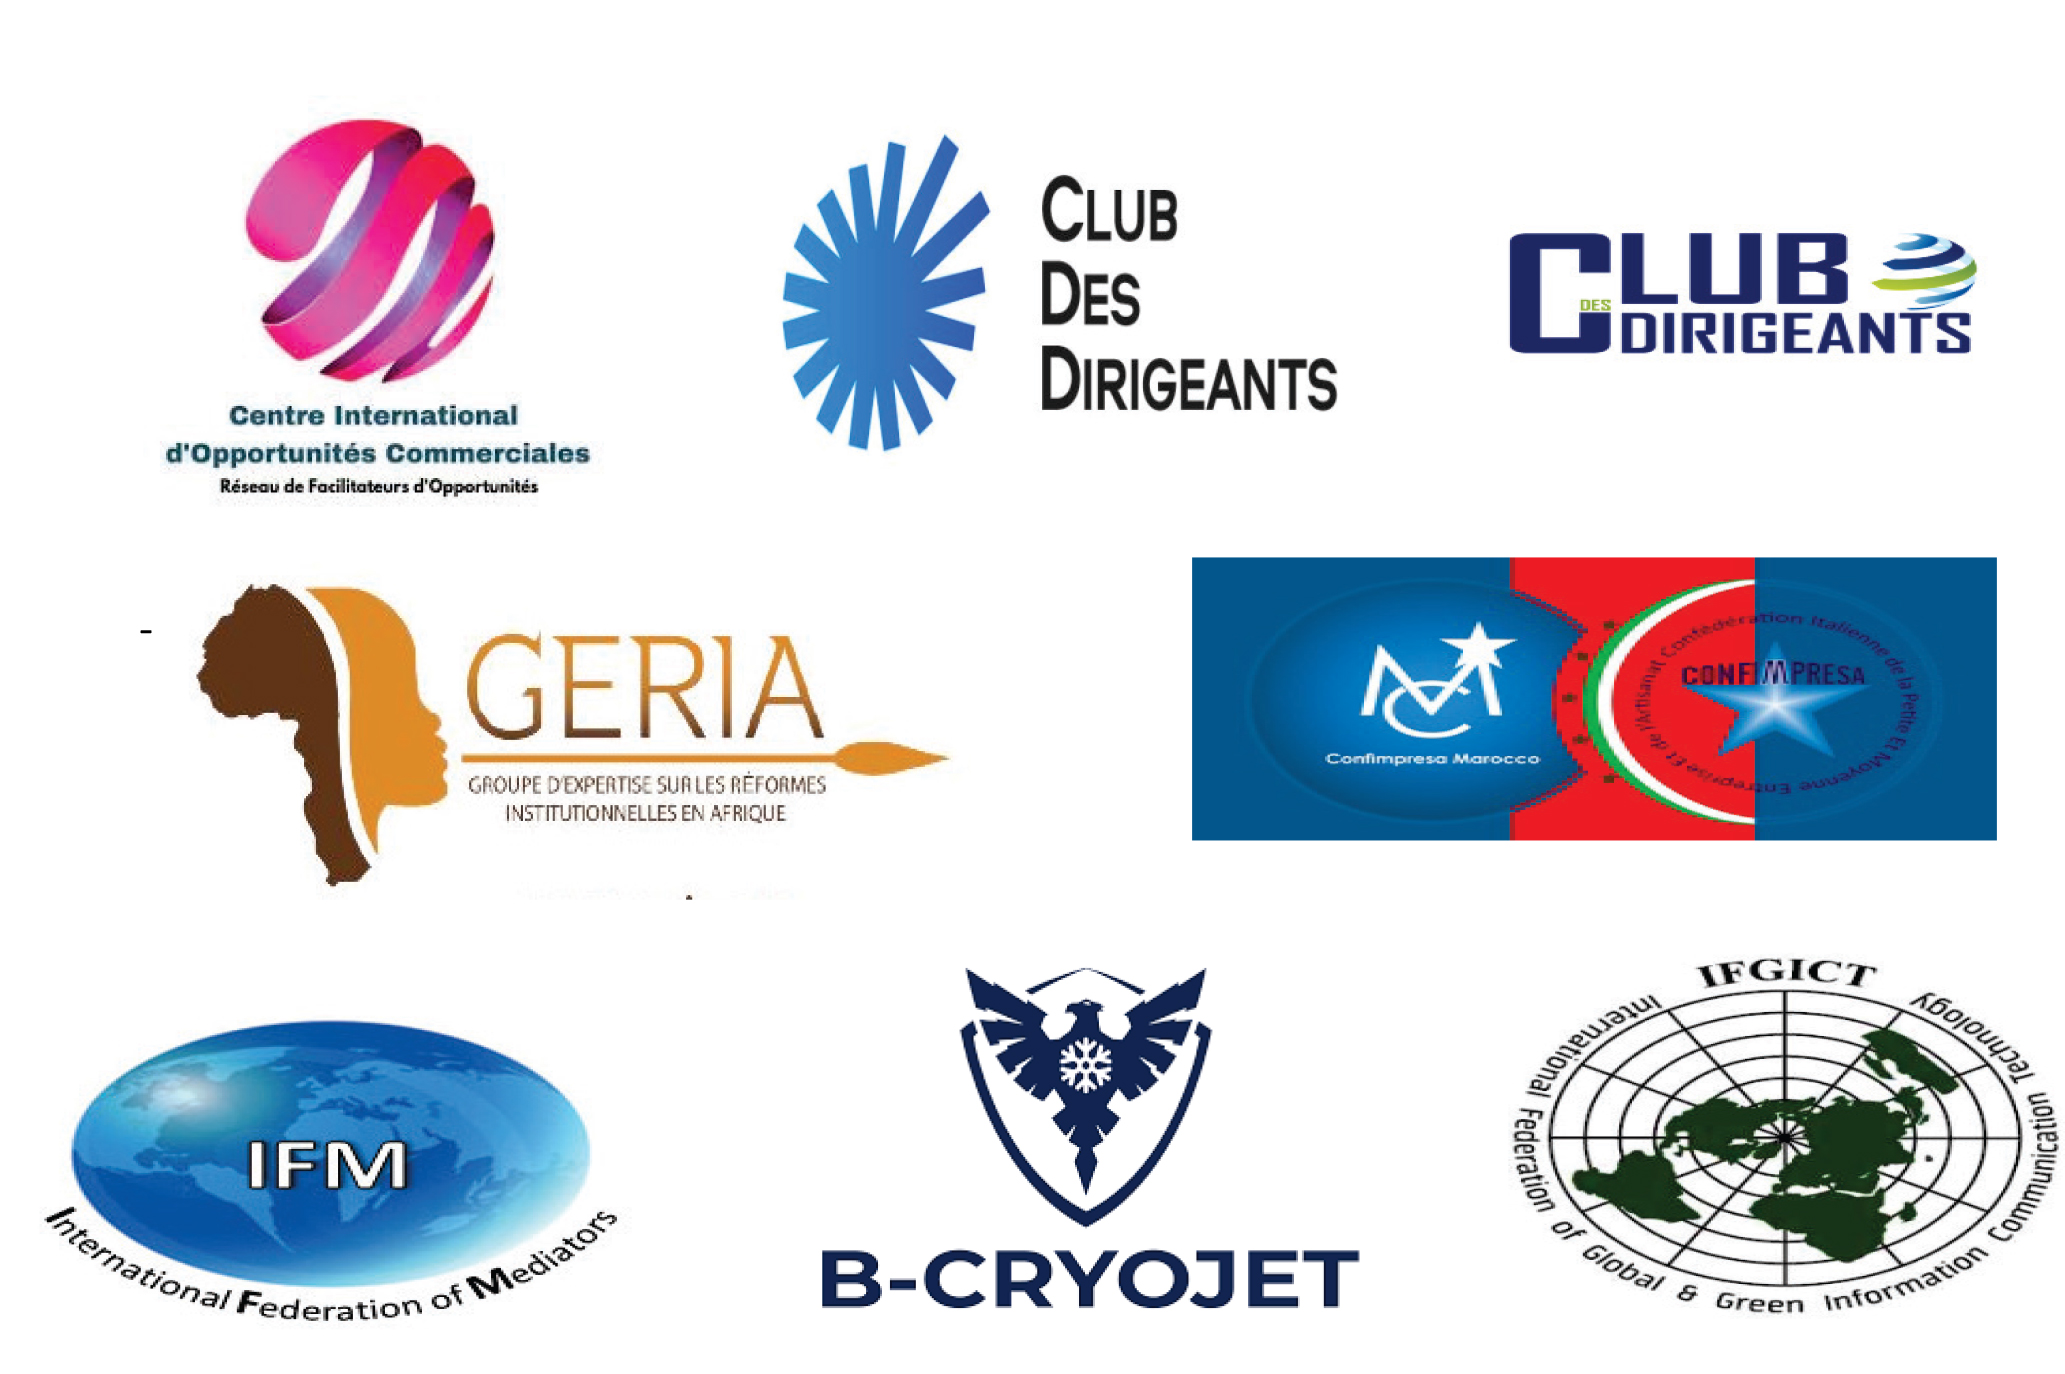 Centre International
d'Opportunités Commerciales
Réseau de Facilitateurs d'Opportunités
CLUB
DES
DIRIGEANTS
CLUB
DES
DIRIGEANTS
GERIA
GROUPE D'EXPERTISE SUR LES RÉFORMES
INSTITUTIONNELLES EN AFRIQUE
MC
Confimpresa Marocco
CONFIMPRESA
Confédération Italienne de la Petite Et Moyenne Entreprise Et de l'Artisanat
IFM
International Federation of Mediators
B-CRYOJET
IFGICT
International Federation of Global & Green Information Communication Technology